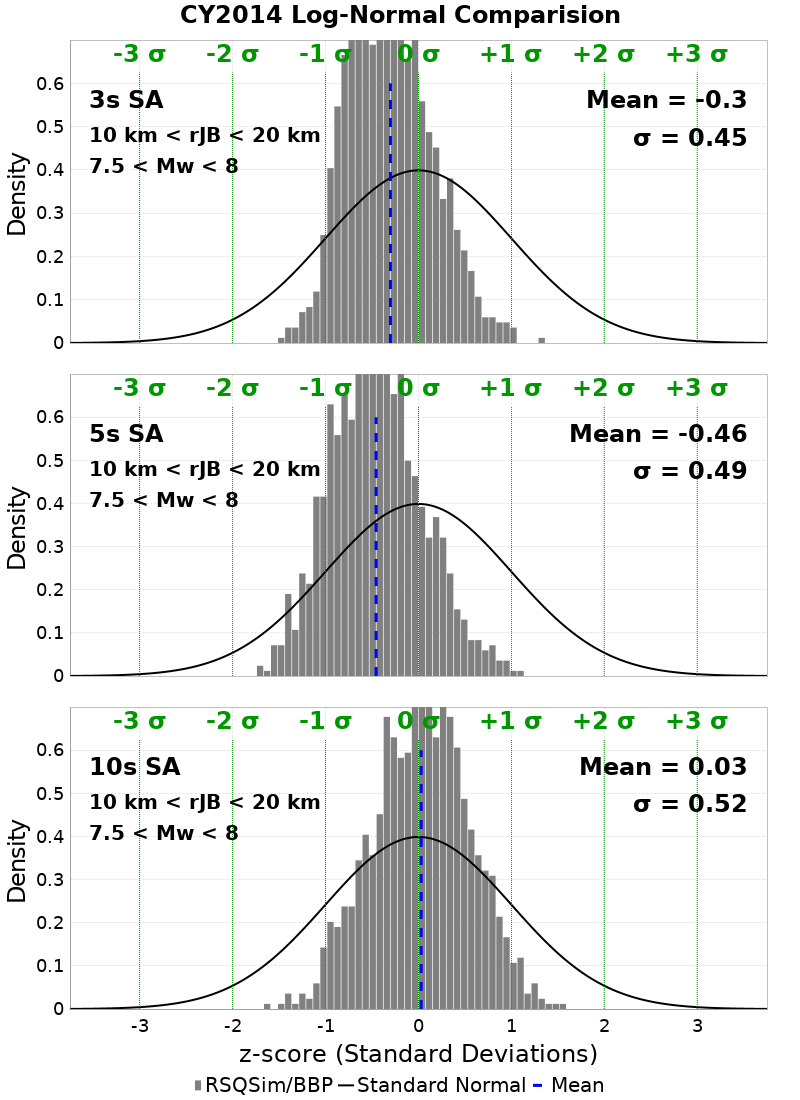 CY2014 Log-Normal Comparision
-3 σ -2 σ -1 σ 0 σ +1 σ +2 σ +3 σ
3s SA
10 km < rJB < 20 km
7.5 < Mw < 8
Mean = -0.3
σ = 0.45
0.6
0.5
0.4
0.3
0.2
0.1
0
Density
-3 σ -2 σ -1 σ 0 σ +1 σ +2 σ +3 σ
5s SA
10 km < rJB < 20 km
7.5 < Mw < 8
Mean = -0.46
σ = 0.49
0.6
0.5
0.4
0.3
0.2
0.1
0
Density
-3 σ -2 σ -1 σ 0 σ +1 σ +2 σ +3 σ
10s SA
10 km < rJB < 20 km
7.5 < Mw < 8
Mean = 0.03
σ = 0.52
0.6
0.5
0.4
0.3
0.2
0.1
0
Density
-3 -2 -1 0 1 2 3
z-score (Standard Deviations)
RSQSim/BBP Standard Normal Mean